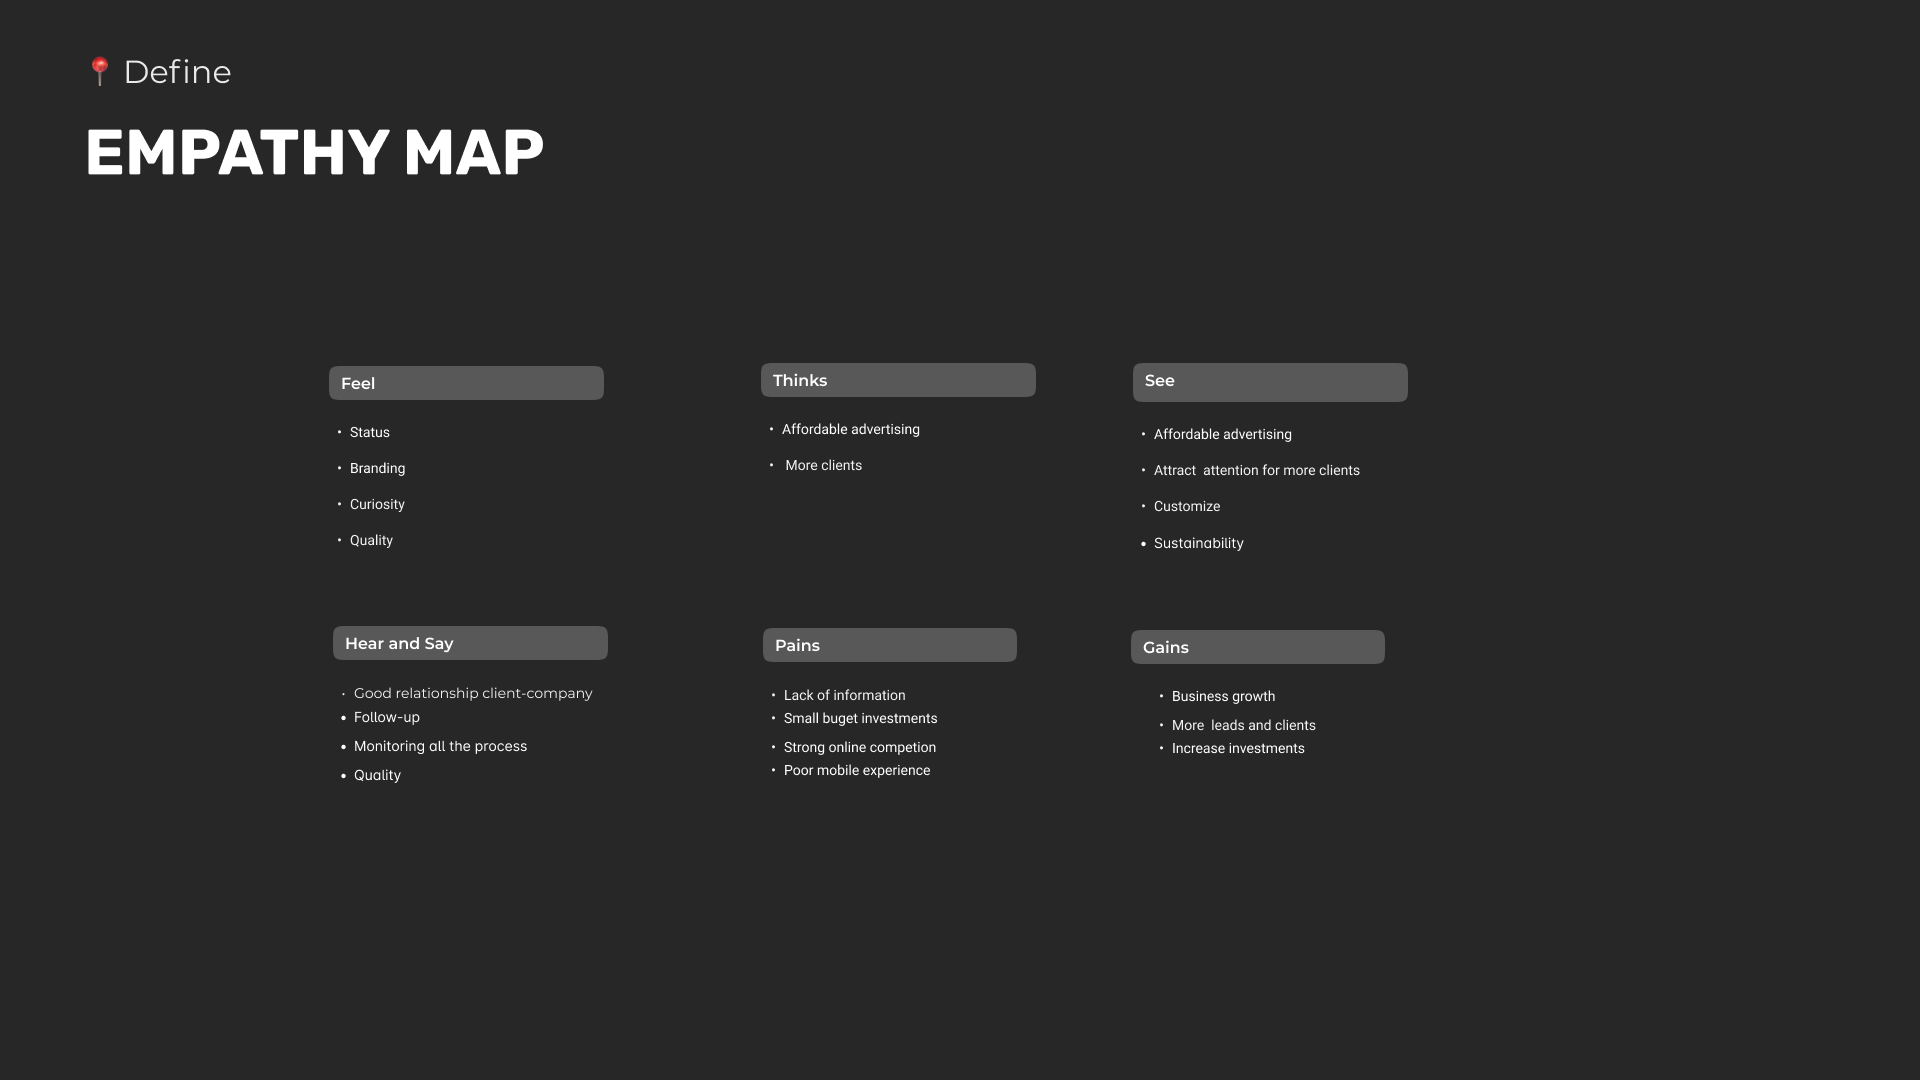 📍 Define
EMPATHY MAP
Feel
• Status
• Branding
• Curiosity
• Quality
Thinks
• Affordable advertising
• More clients
See
• Affordable advertising
• Attract  attention for more clients
• Customize
• Sustainability
Hear and Say
• Good relationship client-company
• Follow-up
• Monitoring all the process
• Quality
Pains
• Lack of information
• Small buget investments
• Strong online competion
• Poor mobile experience
Gains
• Business growth
• More  leads and clients
• Increase investments